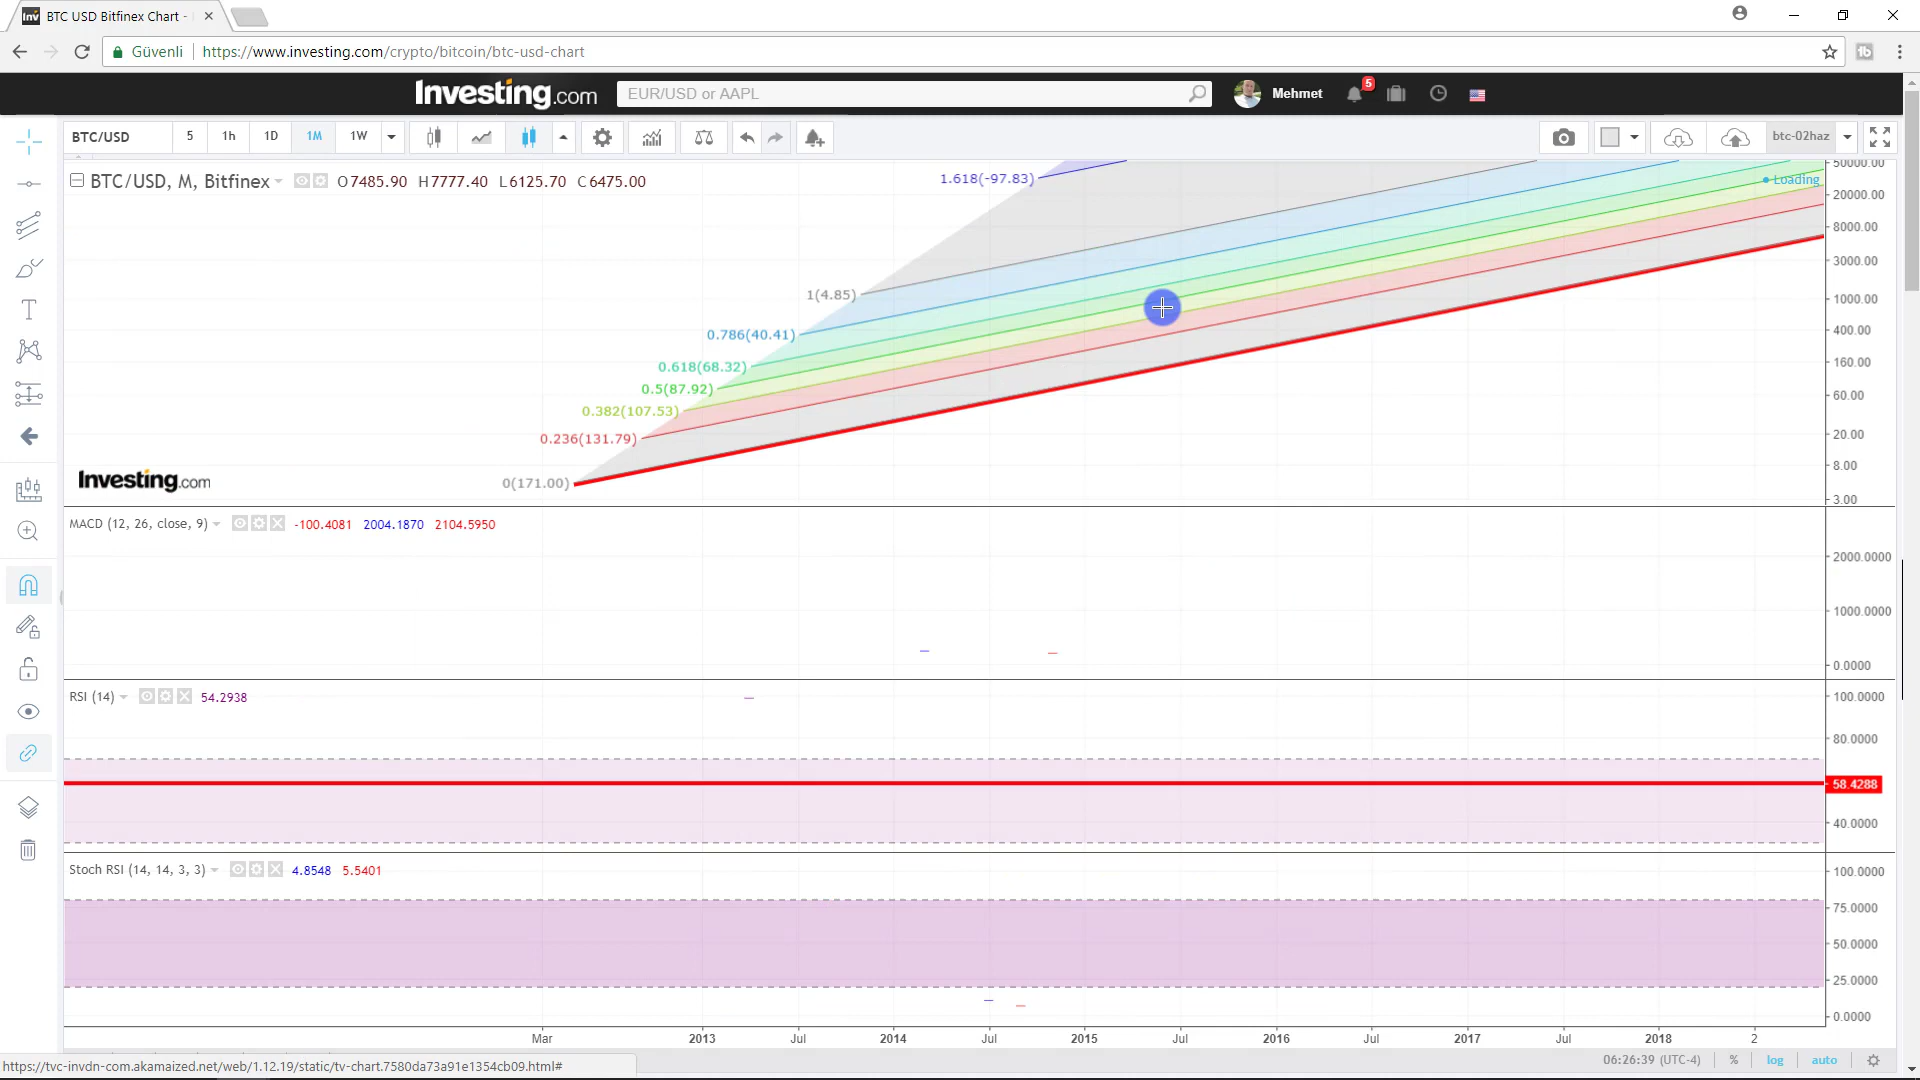 BTC USD Bitfinex Chart -
Güvenli
https://www.investing.com/crypto/bitcoin/btc-usd-chart
Investing.com
EUR/USD or AAPL
Mehmet
5
BTC/USD
5
1h
1D
1M
1W
btc-02haz
BTC/USD, M, Bitfinex
O7485.90 H7777.40 L6125.70 C6475.00
Loading
1.618(-97.83)
1(4.85)
0.786(40.41)
0.618(68.32)
0.5(87.92)
0.382(107.53)
0.236(131.79)
0(171.00)
50000.00
20000.00
8000.00
3000.00
1000.00
400.00
160.00
60.00
20.00
8.00
3.00
Investing.com
MACD (12, 26, close, 9)
-100.4081 2004.1870 2104.5950
2000.0000
1000.0000
0.0000
RSI (14)
54.2938
100.0000
80.0000
58.4288
40.0000
Stoch RSI (14, 14, 3, 3)
4.8548 5.5401
100.0000
75.0000
50.0000
25.0000
0.0000
Mar 2013 Jul 2014 Jul 2015 Jul 2016 Jul 2017 Jul 2018 2
https://tvc-invdn-com.akamaized.net/web/1.12.19/static/tv-chart.7580da73a91e1354cb09.html#
06:26:39 (UTC-4) % log auto